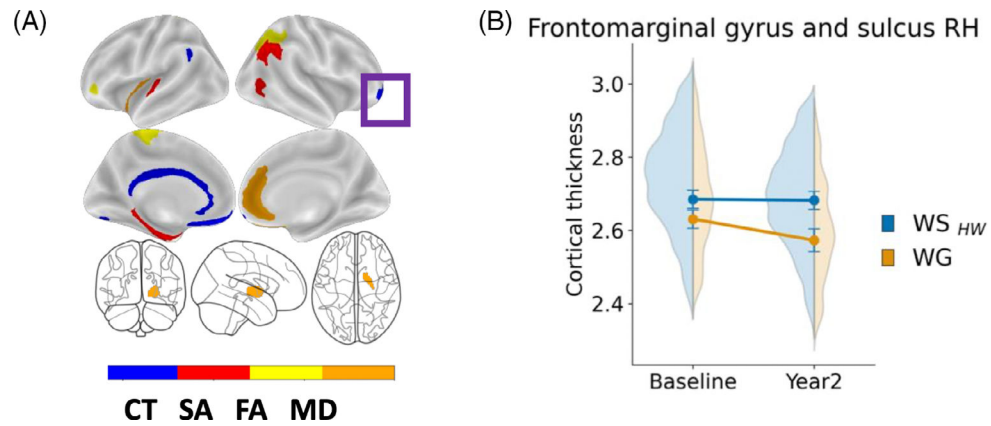 (A)
CT SA FA MD
(B)
Frontomarginal gyrus and sulcus RH
Cortical thickness
3.0
2.8
2.6
2.4
Baseline Year2
WS HW
WG